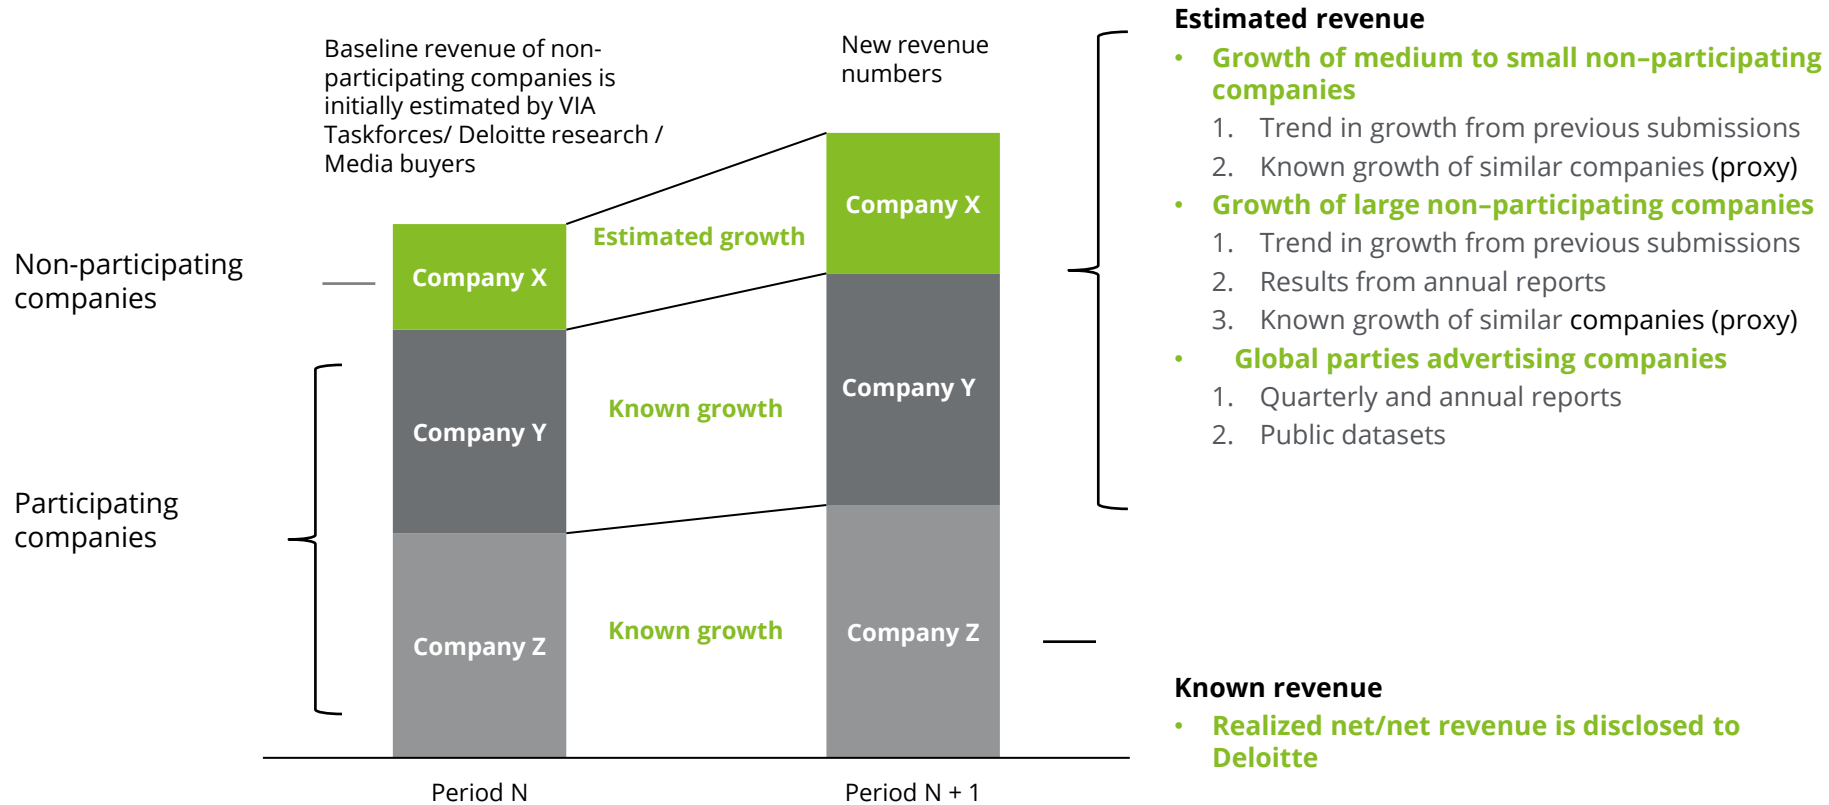 Baseline revenue of non-
participating companies is
initially estimated by VIA
Taskforces/ Deloitte research /
Media buyers
New revenue
numbers
Non-participating
companies
Participating
companies
Company X
Company Y
Company Z
Estimated growth
Known growth
Known growth
Company X
Company Y
Company Z
Period N
Period N + 1
Estimated revenue
• Growth of medium to small non–participating
companies
1. Trend in growth from previous submissions
2. Known growth of similar companies (proxy)
• Growth of large non–participating companies
1. Trend in growth from previous submissions
2. Results from annual reports
3. Known growth of similar companies (proxy)
• Global parties advertising companies
1. Quarterly and annual reports
2. Public datasets
Known revenue
• Realized net/net revenue is disclosed to
Deloitte